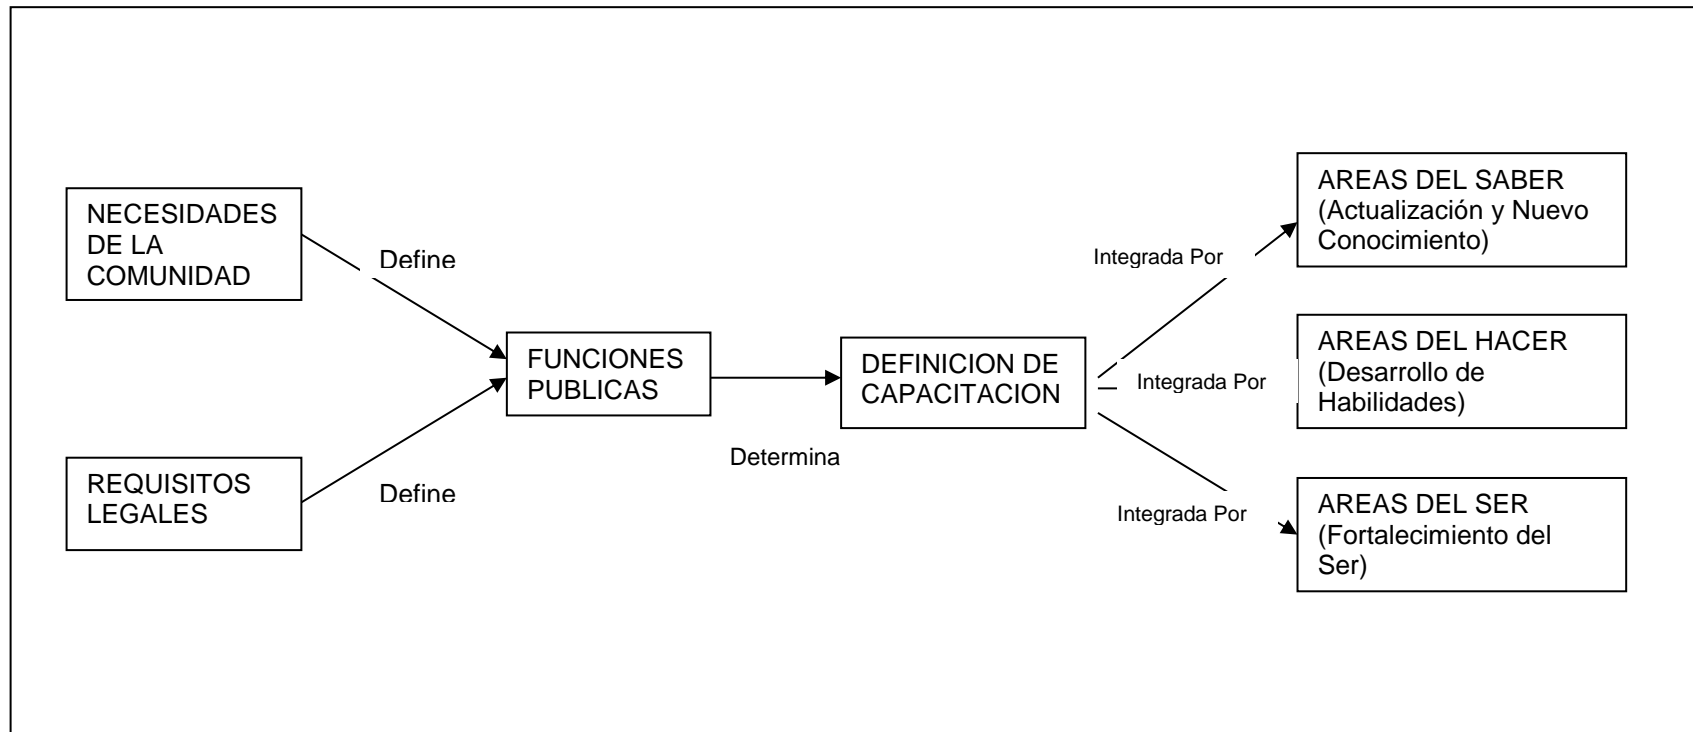 NECESIDADES
DE LA
COMUNIDAD
Define
REQUISITOS
LEGALES
Define
FUNCIONES
PUBLICAS
Determina
DEFINICION DE
CAPACITACION
Integrada Por
AREAS DEL SABER
(Actualización y Nuevo
Conocimiento)
Integrada Por
AREAS DEL HACER
(Desarrollo de
Habilidades)
Integrada Por
AREAS DEL SER
(Fortalecimiento del
Ser)